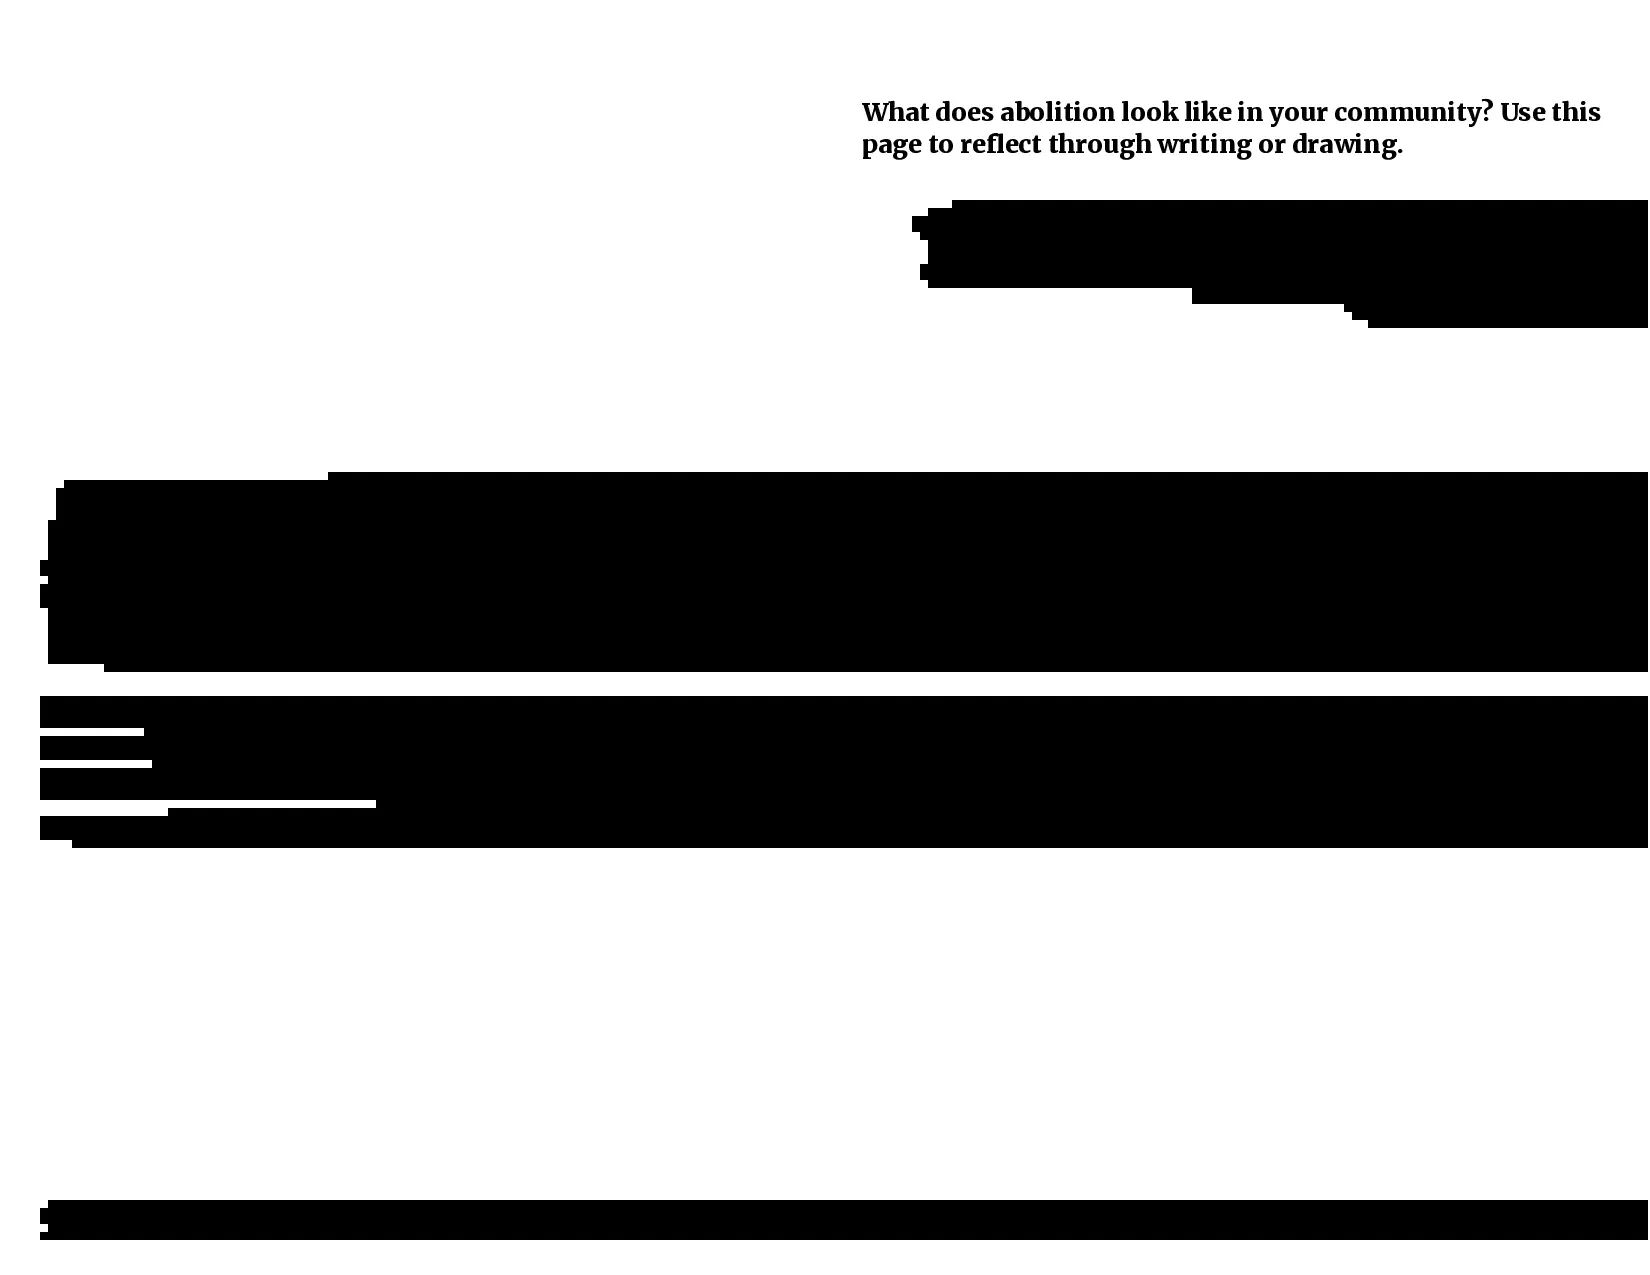 What does abolition look like in your community? Use this
page to reflect through writing or drawing.